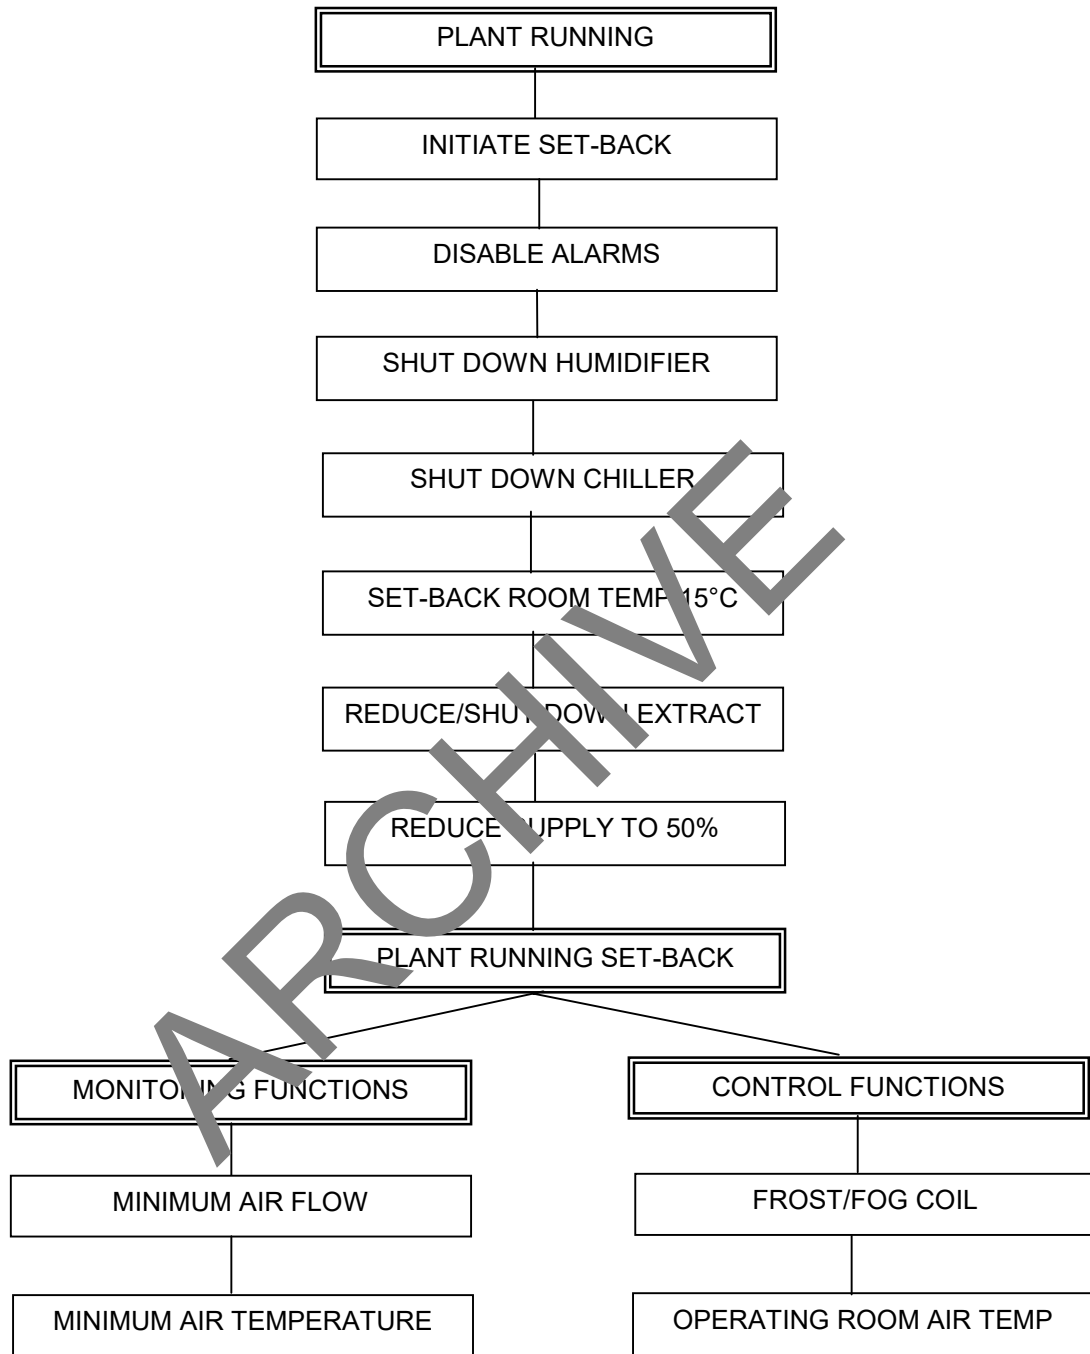 PLANT RUNNING
INITIATE SET-BACK
DISABLE ALARMS
SHUT DOWN HUMIDIFIER
SHUT DOWN CHILLER
SET-BACK ROOM TEMP 15°C
REDUCE/SHUT DOWN EXTRACT
REDUCE SUPPLY TO 50%
PLANT RUNNING SET-BACK
MONITORING FUNCTIONS
CONTROL FUNCTIONS
MINIMUM AIR FLOW
FROST/FOG COIL
MINIMUM AIR TEMPERATURE
OPERATING ROOM AIR TEMP
ARCHIVE